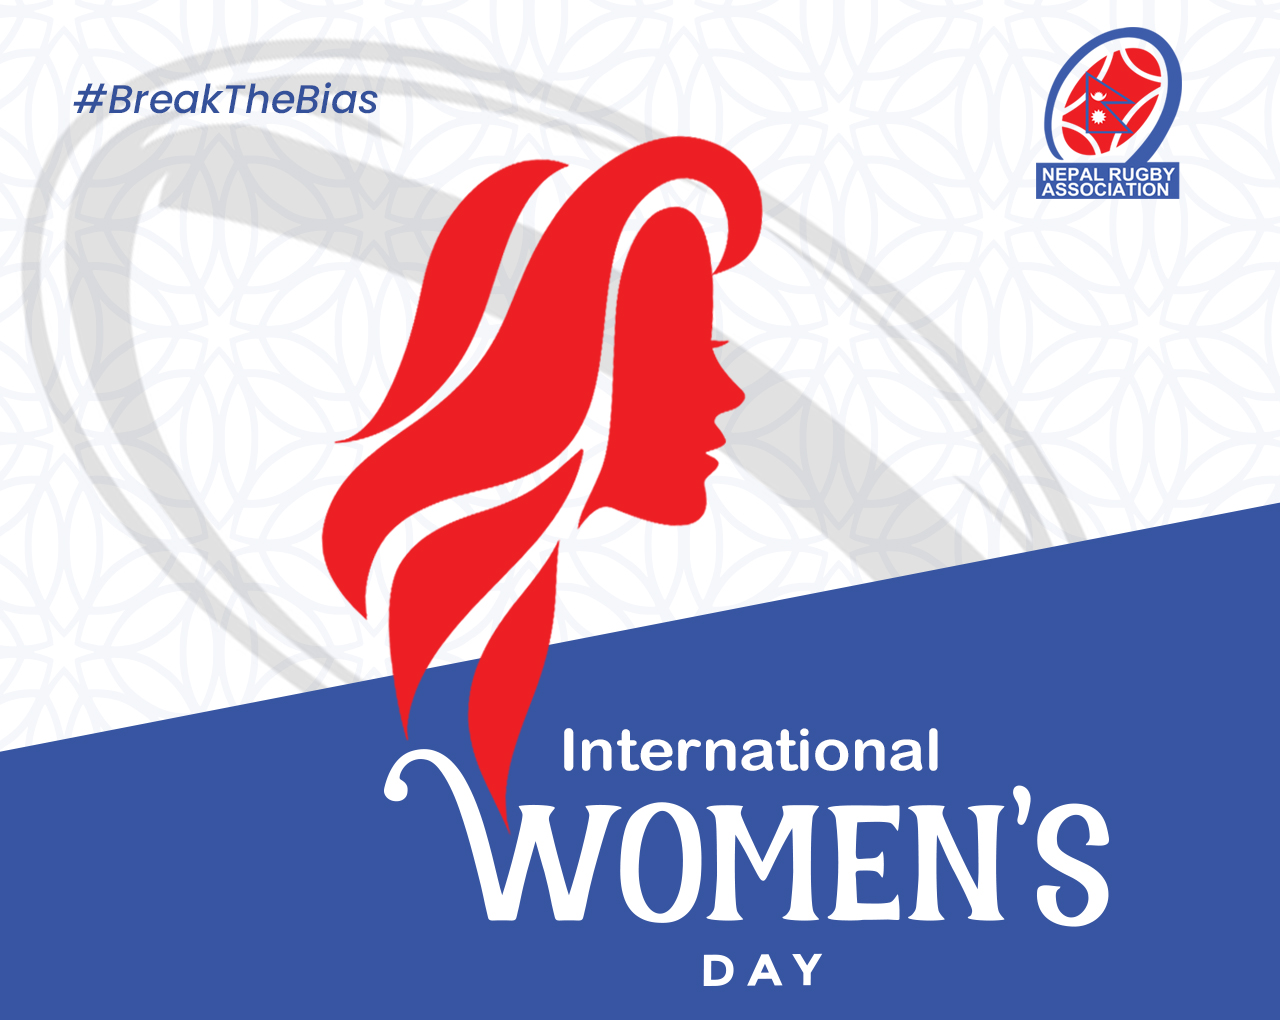 #BreakTheBias
NEPAL RUGBY
ASSOCIATION
International
WOMEN'S
DAY